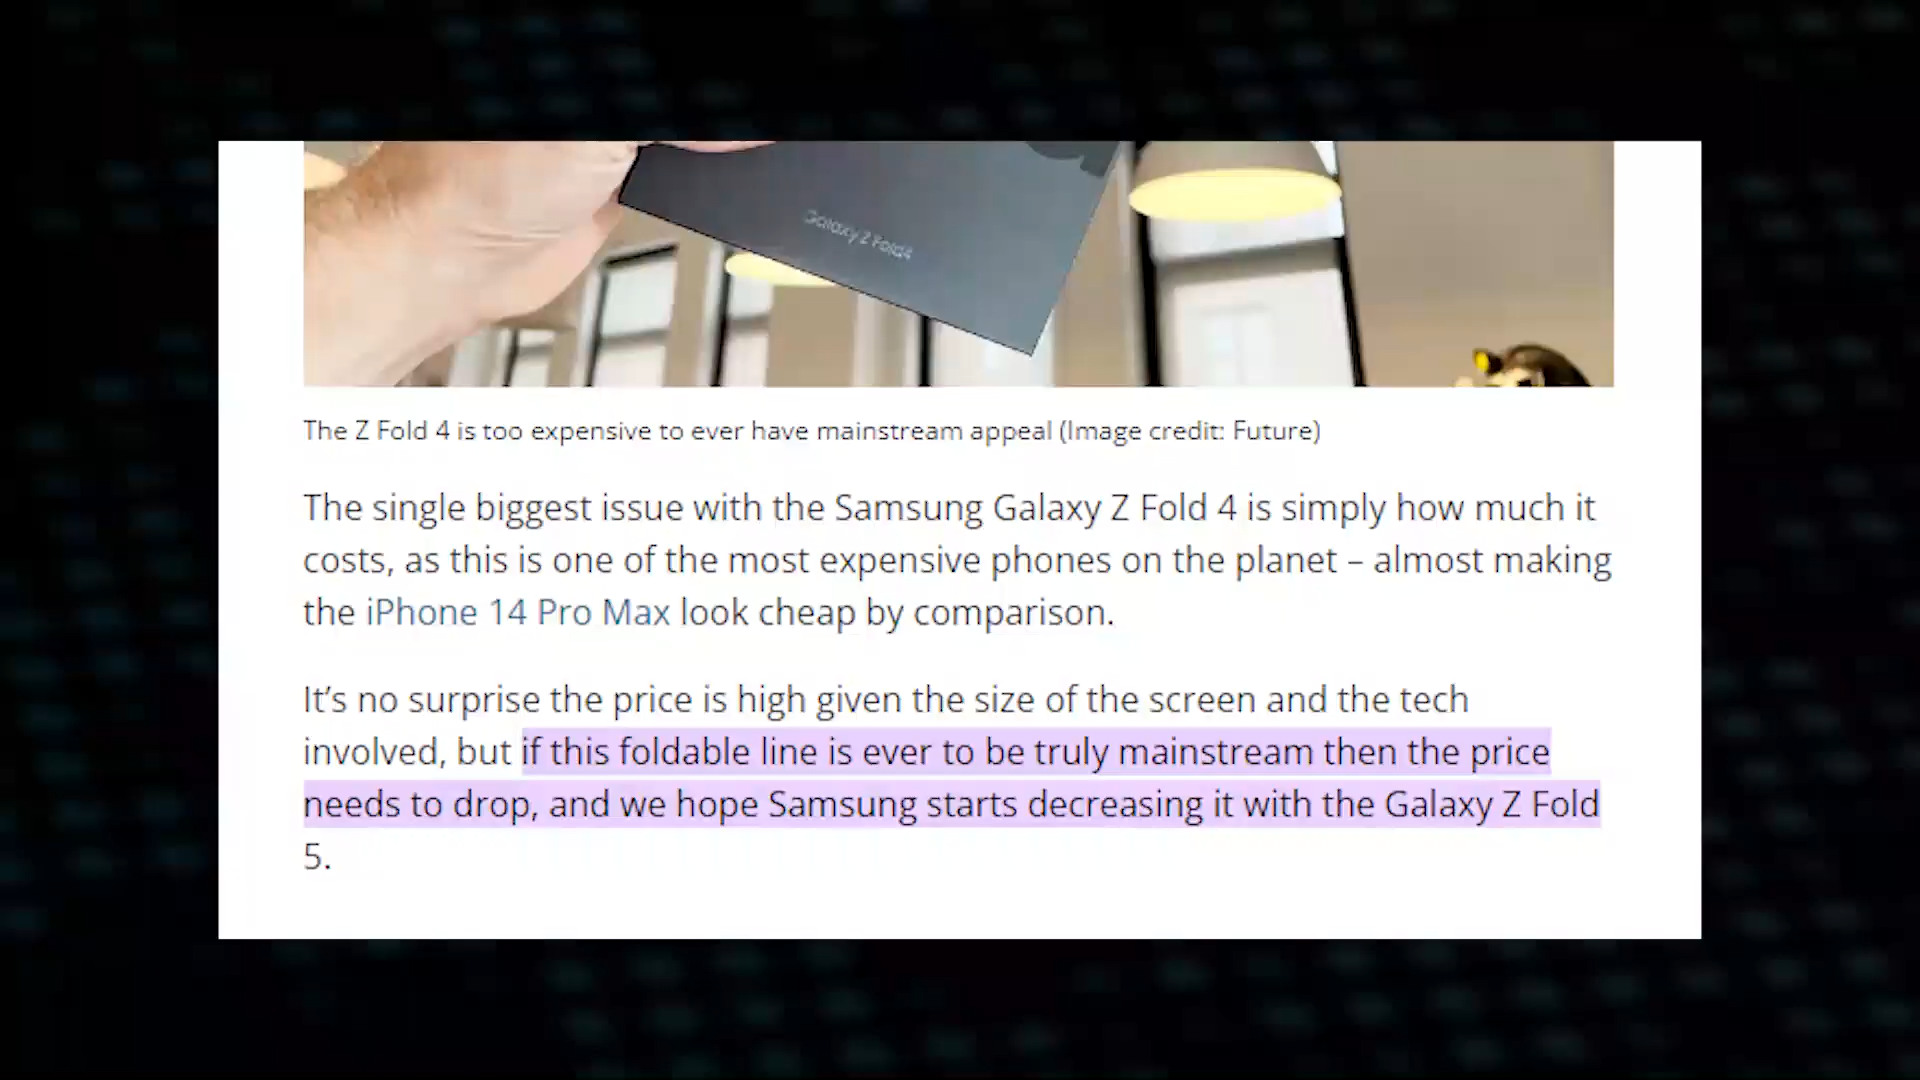 Galaxy Z Fold4
The Z Fold 4 is too expensive to ever have mainstream appeal (Image credit: Future)
The single biggest issue with the Samsung Galaxy Z Fold 4 is simply how much it
costs, as this is one of the most expensive phones on the planet – almost making
the iPhone 14 Pro Max look cheap by comparison.
It’s no surprise the price is high given the size of the screen and the tech
involved, but if this foldable line is ever to be truly mainstream then the price
needs to drop, and we hope Samsung starts decreasing it with the Galaxy Z Fold
5.